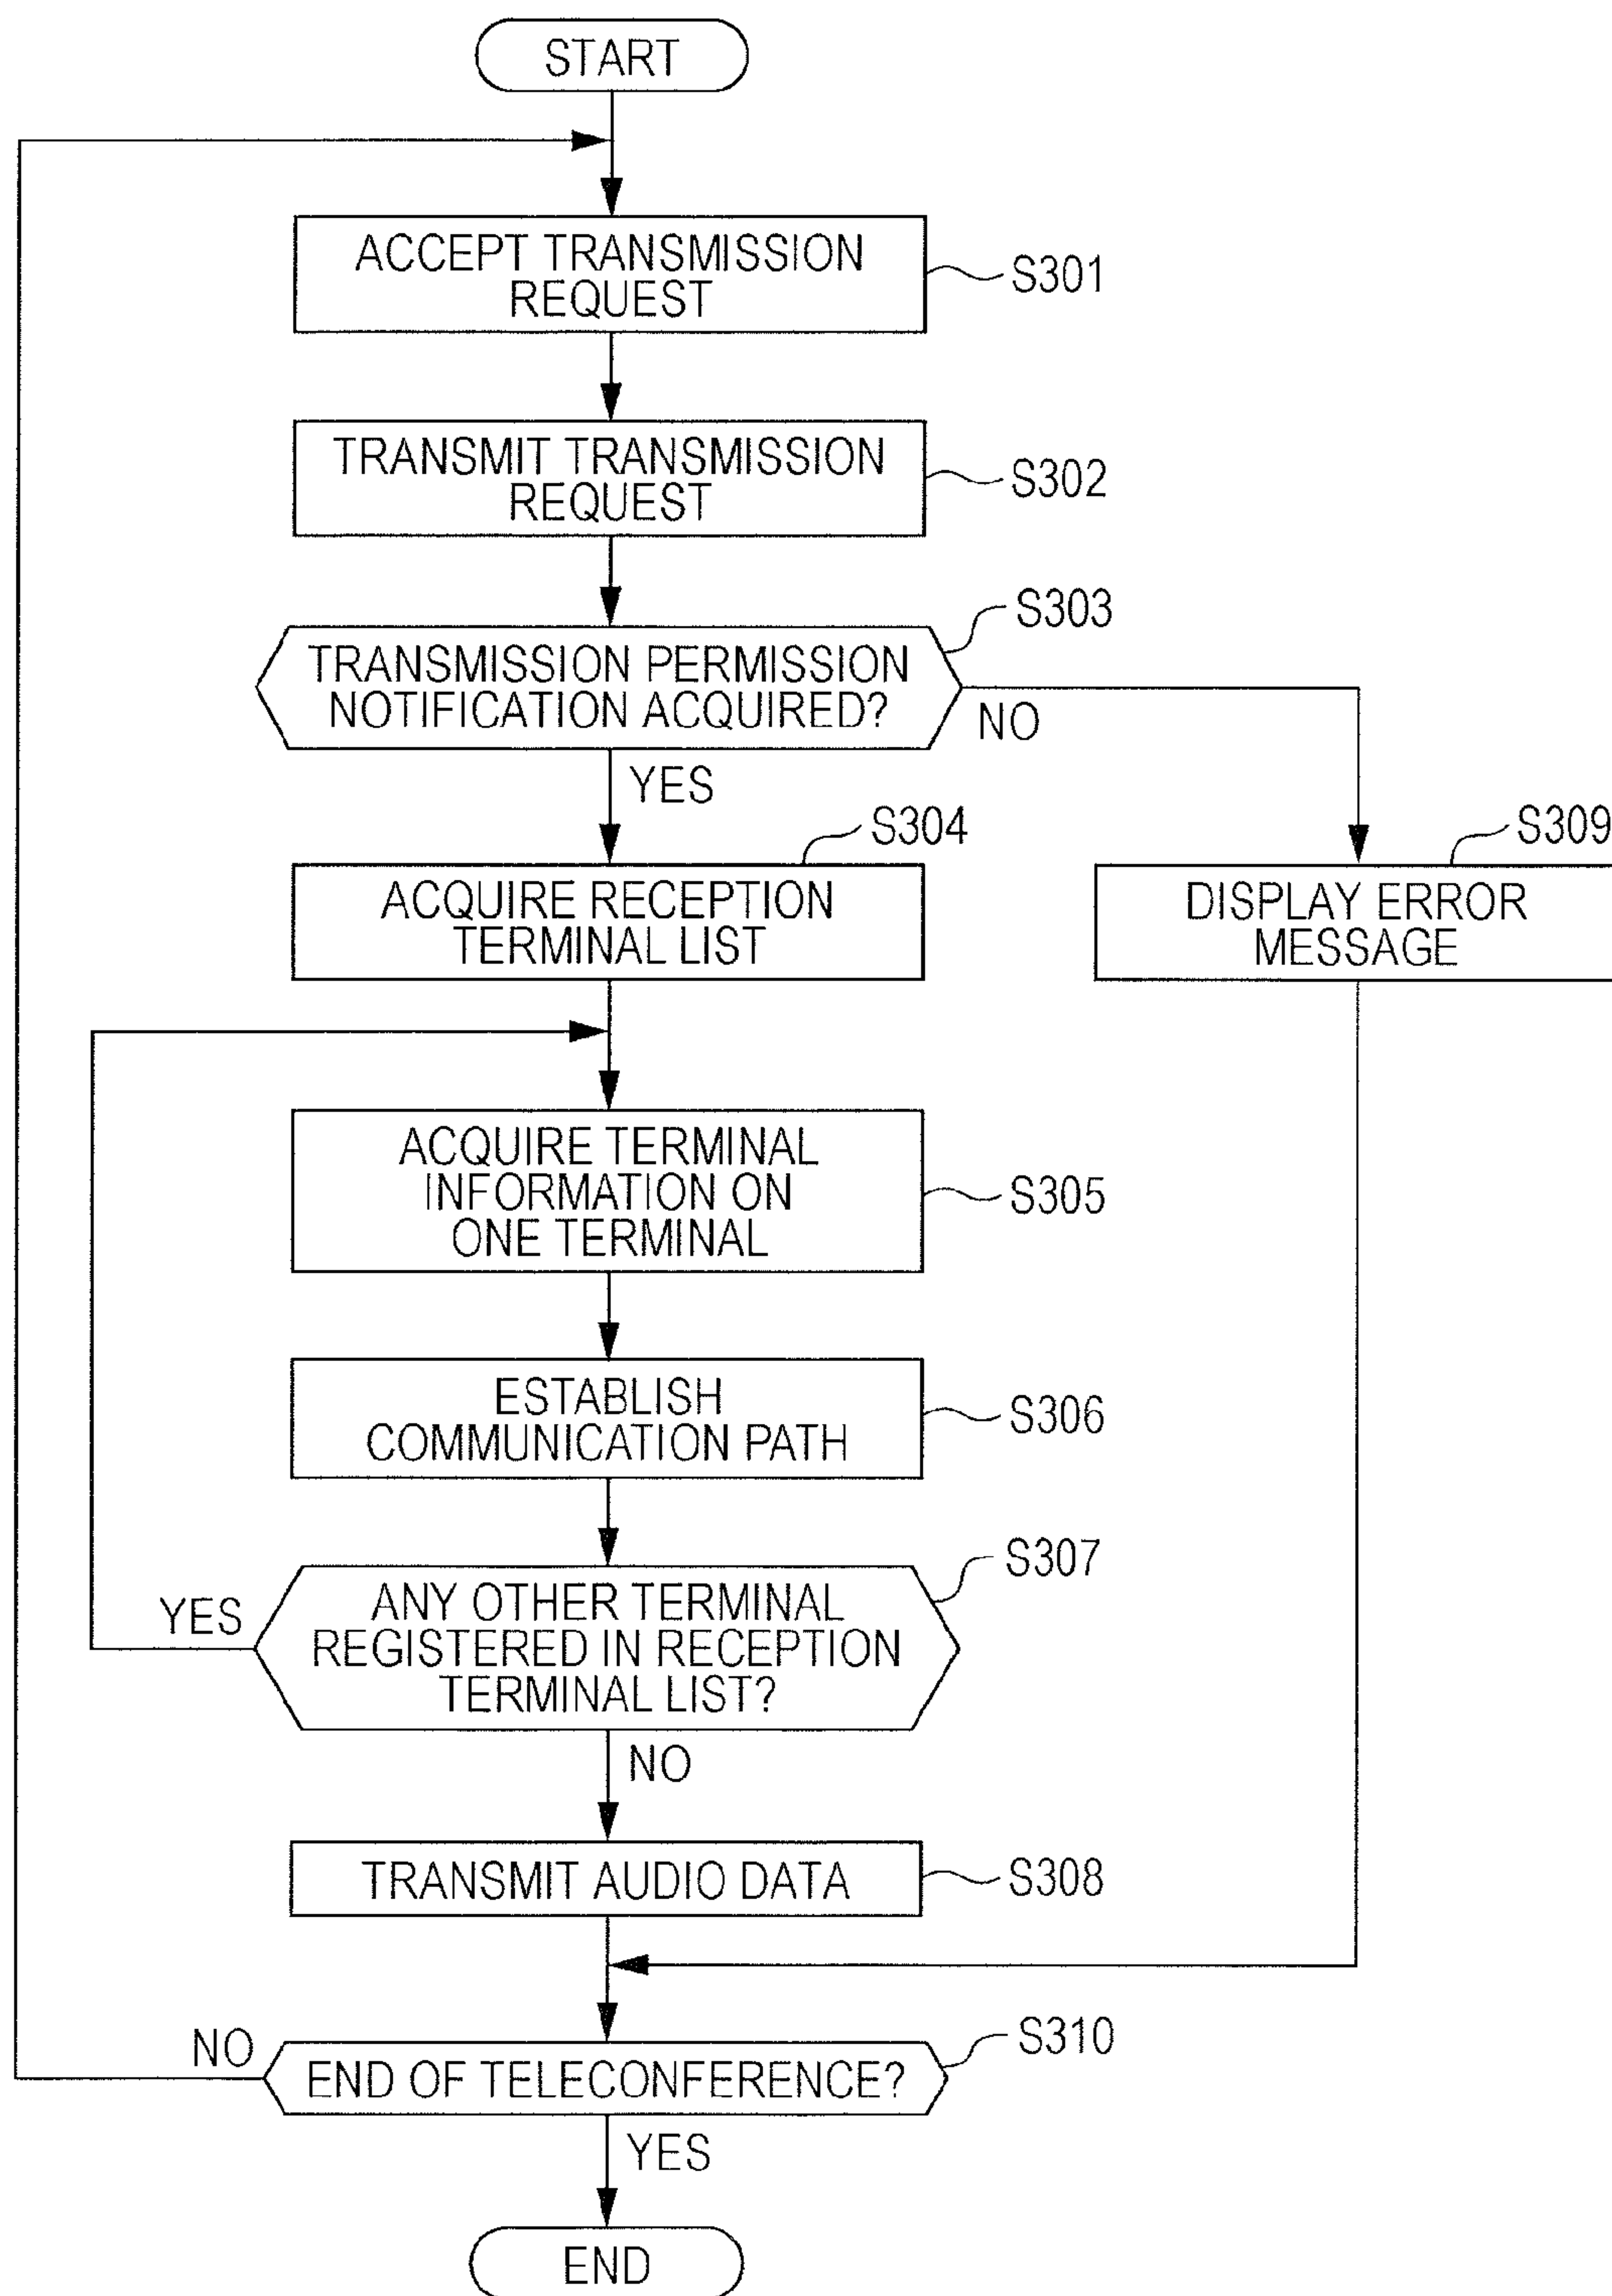 START
ACCEPT TRANSMISSION
REQUEST
S301
TRANSMIT TRANSMISSION
REQUEST
S302
S303
TRANSMISSION PERMISSION
NOTIFICATION ACQUIRED?
NO
YES
S304
ACQUIRE RECEPTION
TERMINAL LIST
S309
DISPLAY ERROR
MESSAGE
ACQUIRE TERMINAL
INFORMATION ON
ONE TERMINAL
S305
ESTABLISH
COMMUNICATION PATH
S306
S307
YES
ANY OTHER TERMINAL
REGISTERED IN RECEPTION
TERMINAL LIST?
NO
TRANSMIT AUDIO DATA
S308
NO
S310
END OF TELECONFERENCE?
YES
END